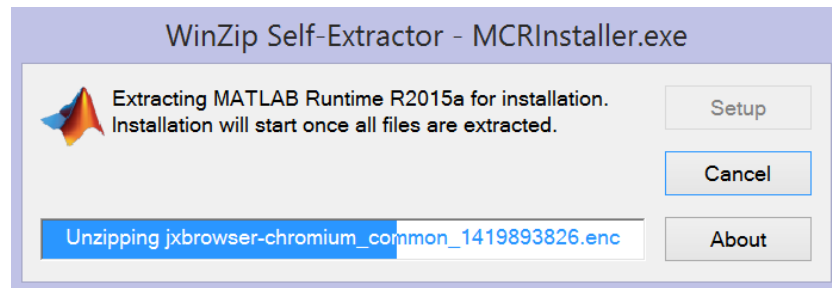 WinZip Self-Extractor - MCRInstaller.exe
Extracting MATLAB Runtime R2015a for installation.
Installation will start once all files are extracted.
Setup
Cancel
Unzipping jxbrowser-chromium_common_1419893826.enc
About